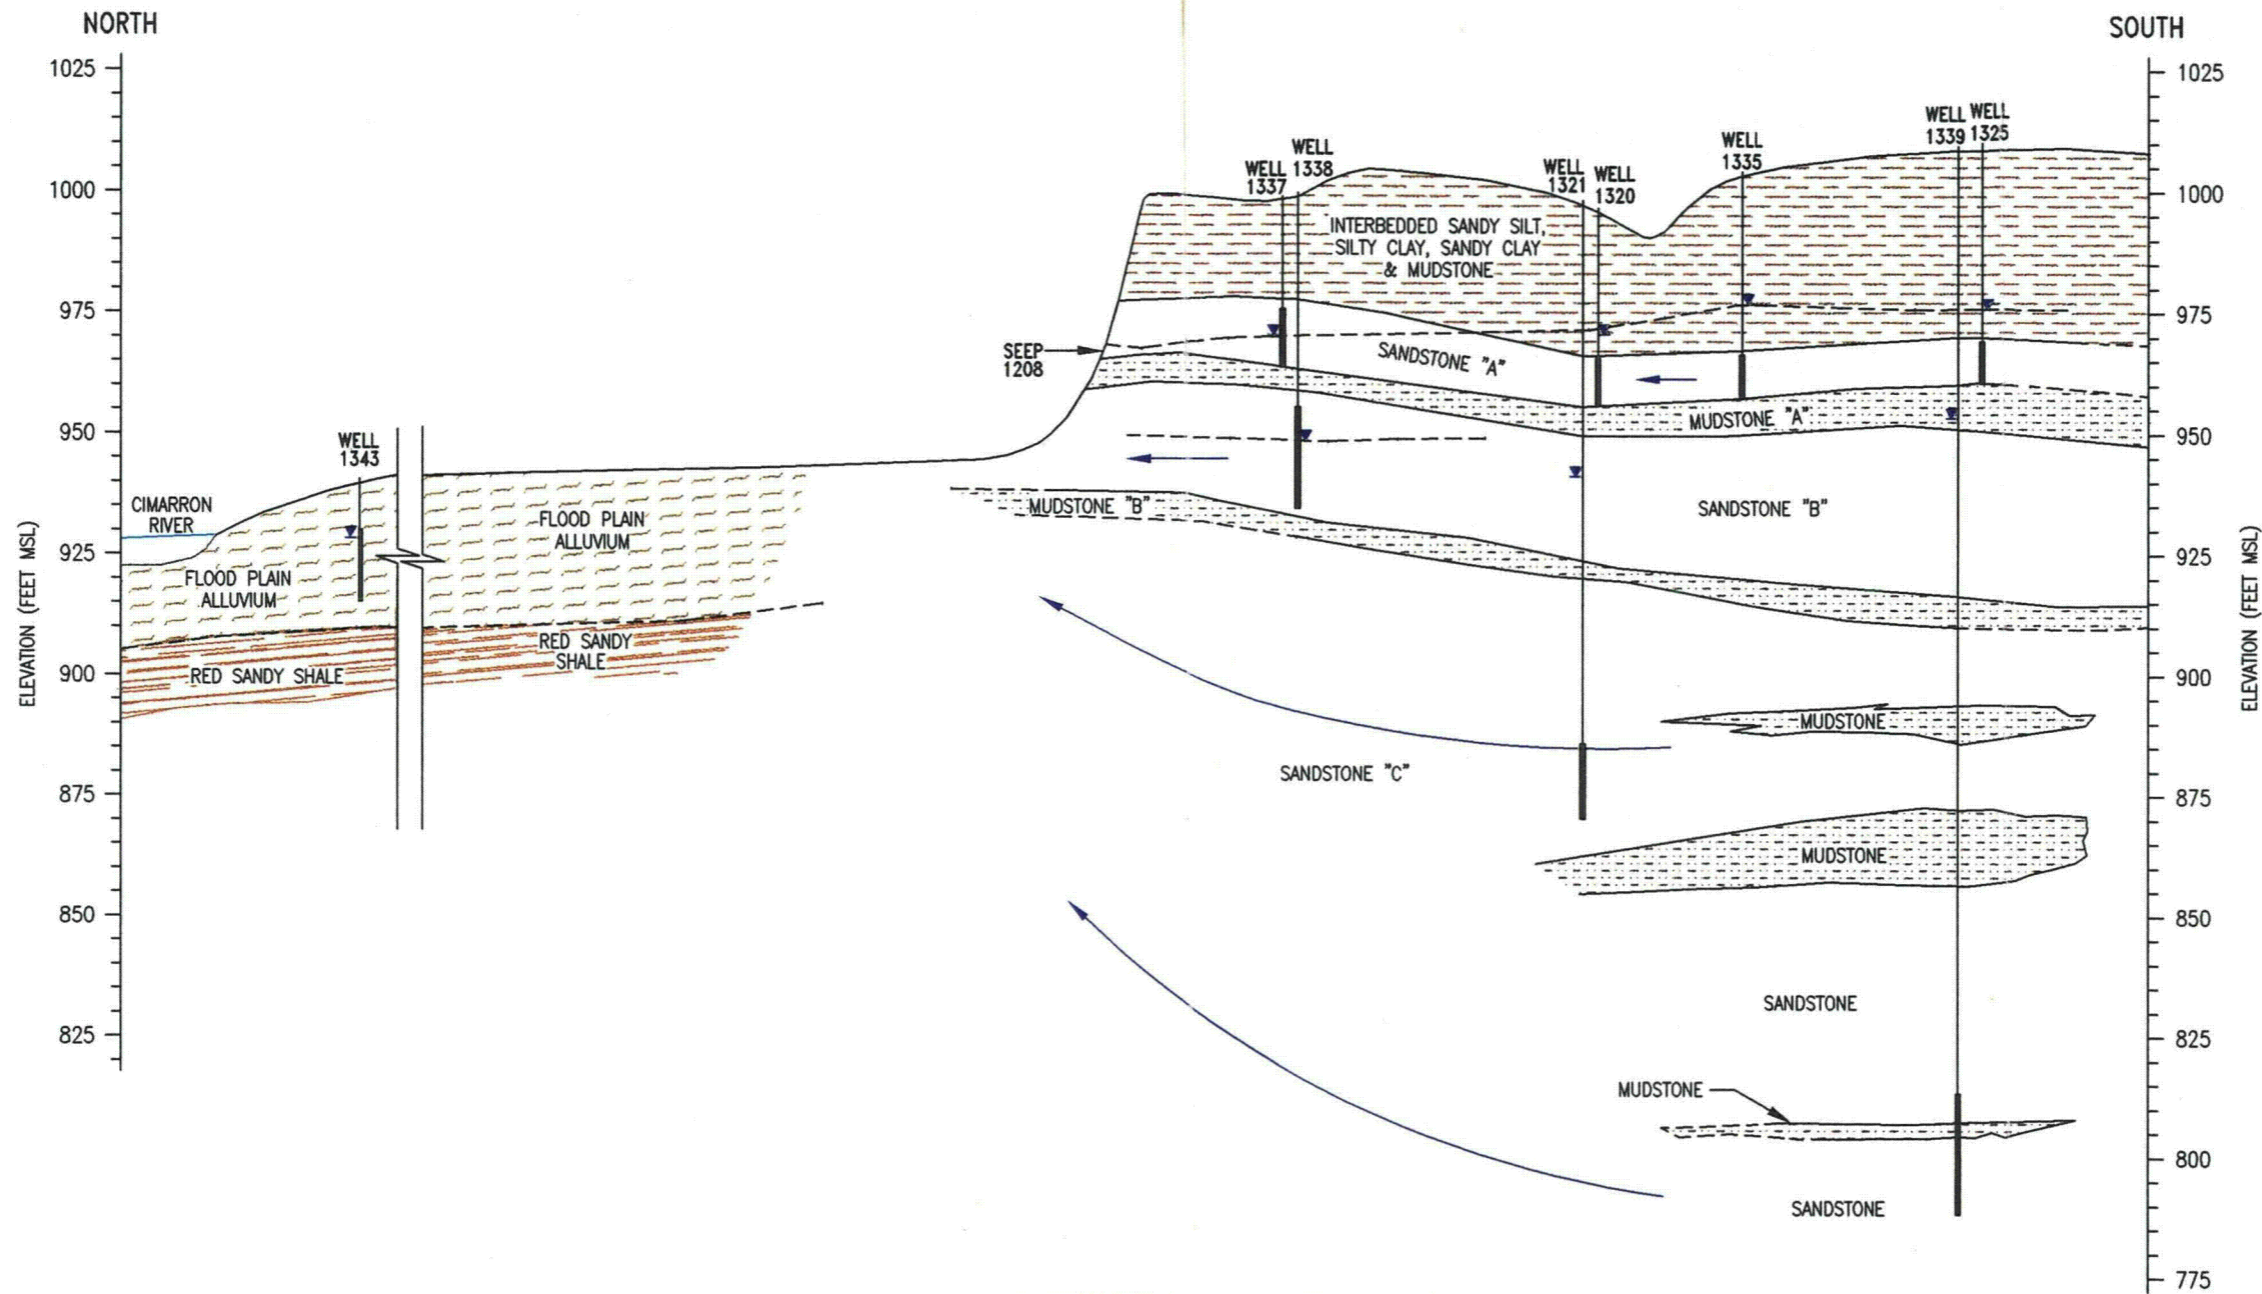 NORTH
SOUTH
1025
1000
975
950
925
900
875
850
825
ELEVATION (FEET MSL)
1025
1000
975
950
925
900
875
850
825
800
775
ELEVATION (FEET MSL)
WELL
1343
CIMARRON
RIVER
FLOOD PLAIN
ALLUVIUM
FLOOD PLAIN
ALLUVIUM
RED SANDY SHALE
RED SANDY
SHALE
SEEP
1208
WELL
1337
WELL
1338
WELL
1321
WELL
1320
WELL
1335
WELL
1339
WELL
1325
INTERBEDDED SANDY SILT,
SILTY CLAY, SANDY CLAY
& MUDSTONE
SANDSTONE "A"
MUDSTONE "A"
SANDSTONE "B"
MUDSTONE "B"
SANDSTONE "C"
MUDSTONE
MUDSTONE
SANDSTONE
MUDSTONE
SANDSTONE